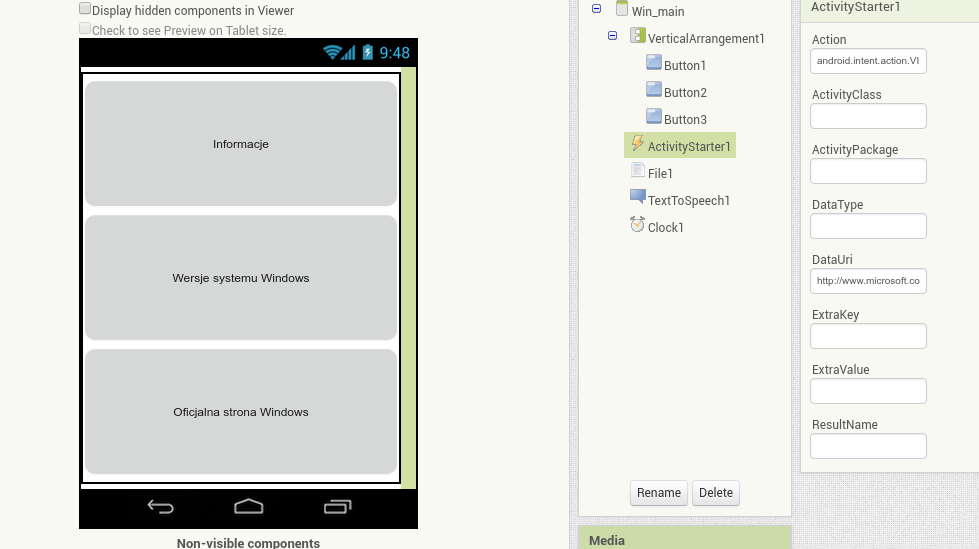 Display hidden components in Viewer
Check to see Preview on Tablet size.
9:48
Informacje
Wersje systemu Windows
Oficjalna strona Windows
Non-visible components
Win_main
VerticalArrangement1
Button1
Button2
Button3
ActivityStarter1
File1
TextToSpeech1
Clock1
Rename Delete
Media
ActivityStarter1
Action
android.intent.action.VI
ActivityClass
ActivityPackage
DataType
DataUri
http://www.microsoft.co
ExtraKey
ExtraValue
ResultName